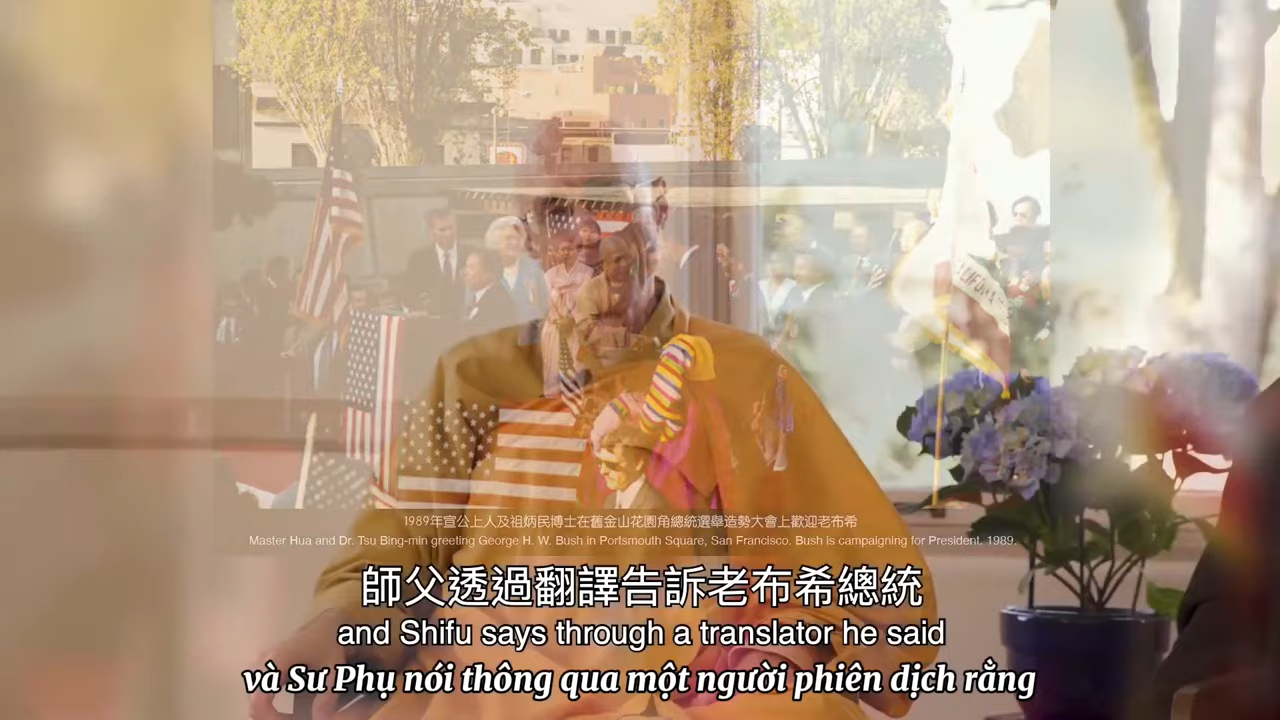 1989年宣公上人及祖炳民博士在舊金山花園角總統選舉造勢大會上歡迎老布希
Master Hua and Dr. Tsu Bing-min greeting George H. W. Bush in Portsmouth Square, San Francisco. Bush is campaigning for President. 1989.
師父透過翻譯告訴老布希總統
and Shifu says through a translator he said
và Sư Phụ nói thông qua một người phiên dịch rằng